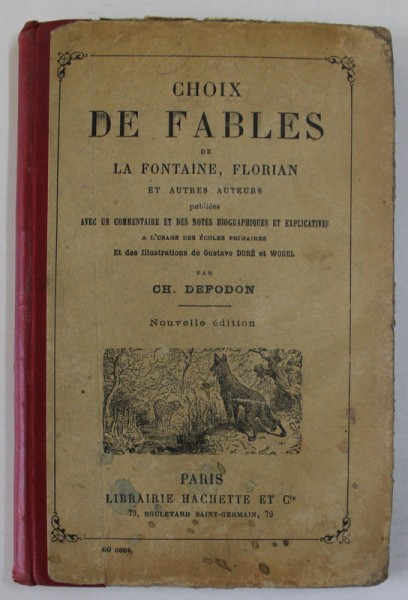 CHOIX
DE FABLES
DE
LA FONTAINE, FLORIAN
ET AUTRES AUTEURS
publiées
AVEC UN COMMENTAIRE ET DES NOTES BIOGRAPHIQUES ET EXPLICATIVES
A L'USAGE DES ÉCOLES PRIMAIRES
Et des illustrations de Gustave DORÉ et WOGEL
PAR
CH. DEFODON
Nouvelle édition
PARIS
LIBRAIRIE HACHETTE ET Cie
79, BOULEVARD SAINT-GERMAIN, 79
60 cent.